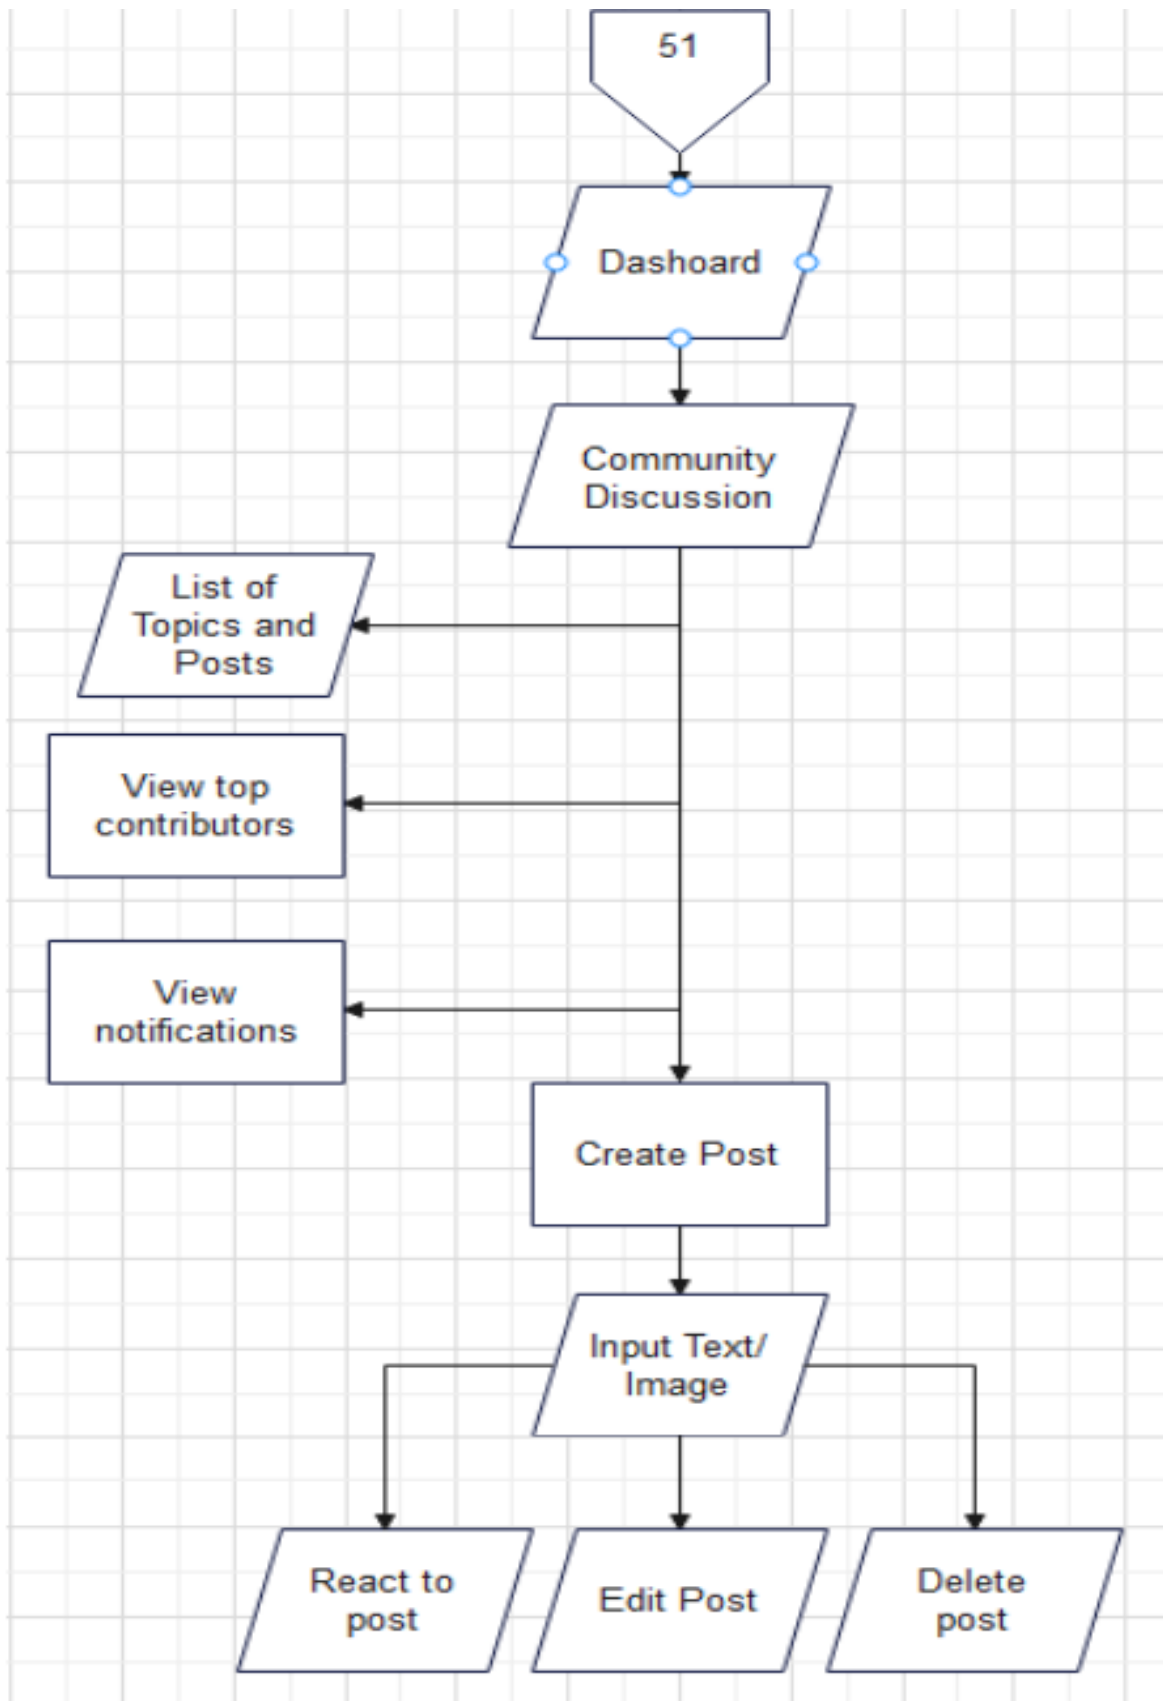 51
Dashoard
Community
Discussion
List of
Topics and
Posts
View top
contributors
View
notifications
Create Post
Input Text/
Image
React to
post
Edit Post
Delete
post